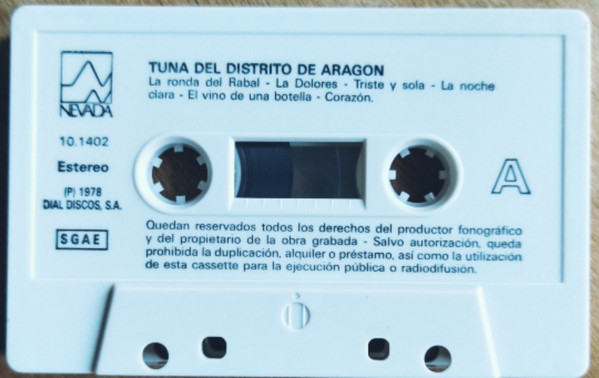 TUNA DEL DISTRITO DE ARAGON
La ronda del Rabal - La Dolores - Triste y sola - La noche
clara - El vino de una botella - Corazón.
NEVADA
10.1402
Estereo
(P) 1978
DIAL DISCOS, S.A.
SGAE
A
Quedan reservados todos los derechos del productor fonográfico
y del propietario de la obra grabada - Salvo autorización, queda
prohibida la duplicación, alquiler o préstamo, así como la utilización
de esta cassette para la ejecución pública o radiodifusión.